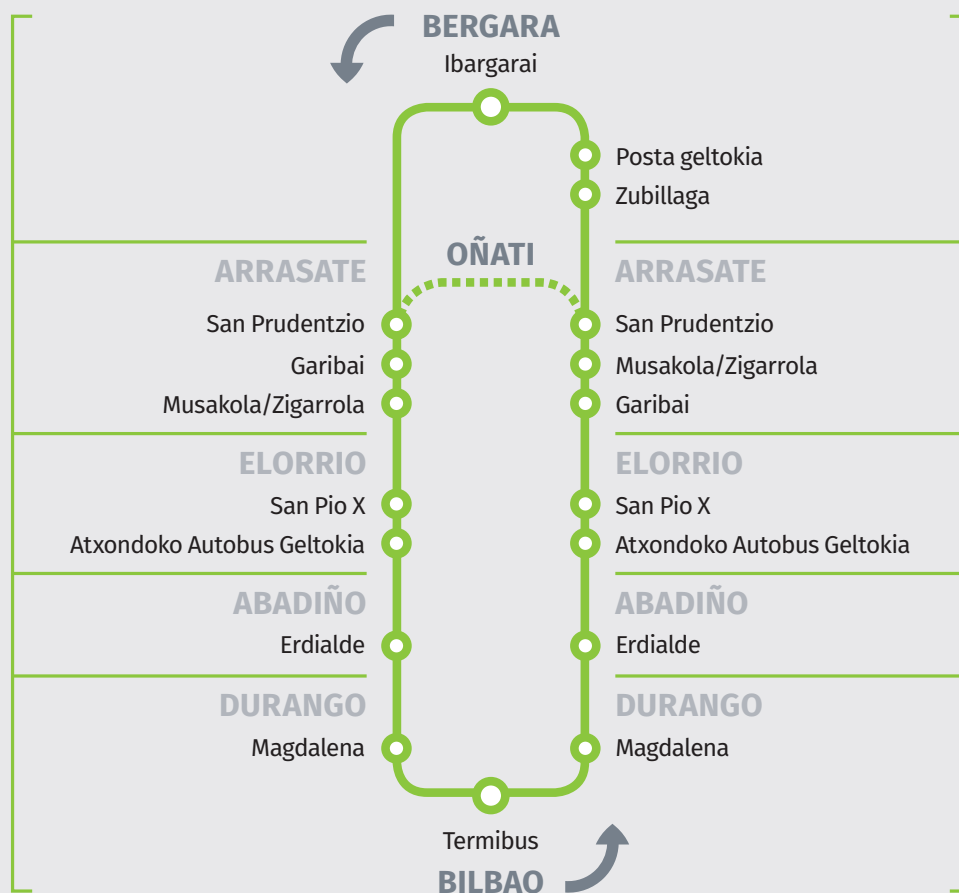 BERGARA
Ibargarai
Posta geltokia
Zubillaga
OÑATI
ARRASATE
San Prudentzio
Garibai
Musakola/Zigarrola
ELORRIO
San Pio X
Atxondoko Autobus Geltokia
ABADIÑO
Erdialde
DURANGO
Magdalena
ARRASATE
San Prudentzio
Musakola/Zigarrola
Garibai
ELORRIO
San Pio X
Atxondoko Autobus Geltokia
ABADIÑO
Erdialde
DURANGO
Magdalena
Termibus
BILBAO